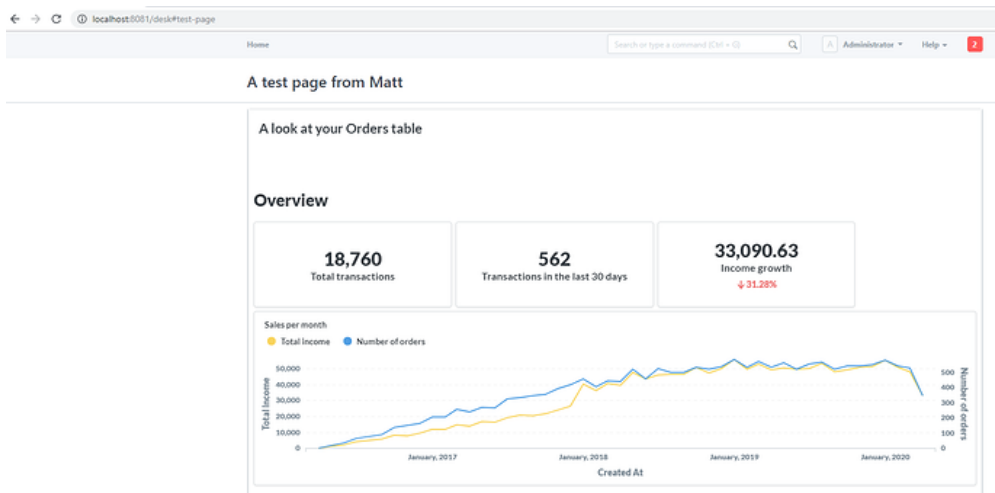 localhost:8081/desk#test-page
Home
Search or type a command (Ctrl + G)
A
Administrator
Help
2
A test page from Matt
A look at your Orders table
Overview
18,760
Total transactions
562
Transactions in the last 30 days
33,090.63
Income growth
↓ 31.28%
Sales per month
Total income
Number of orders
50,000
40,000
30,000
20,000
10,000
0
Total Income
500
400
300
200
100
0
Number of orders
January, 2017
January, 2018
January, 2019
January, 2020
Created At